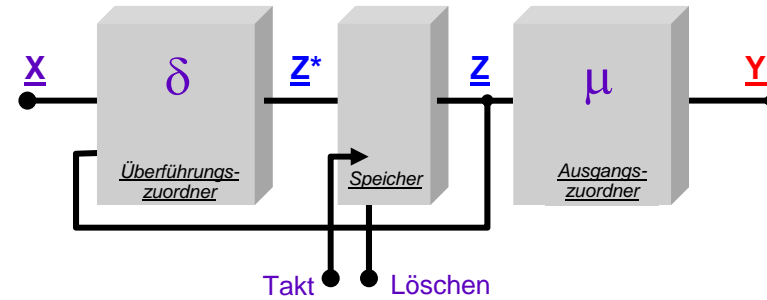 X
δ
Z*
Z
μ
Y
Überführungs-
zuordner
Speicher
Ausgangs-
zuordner
Takt
Löschen